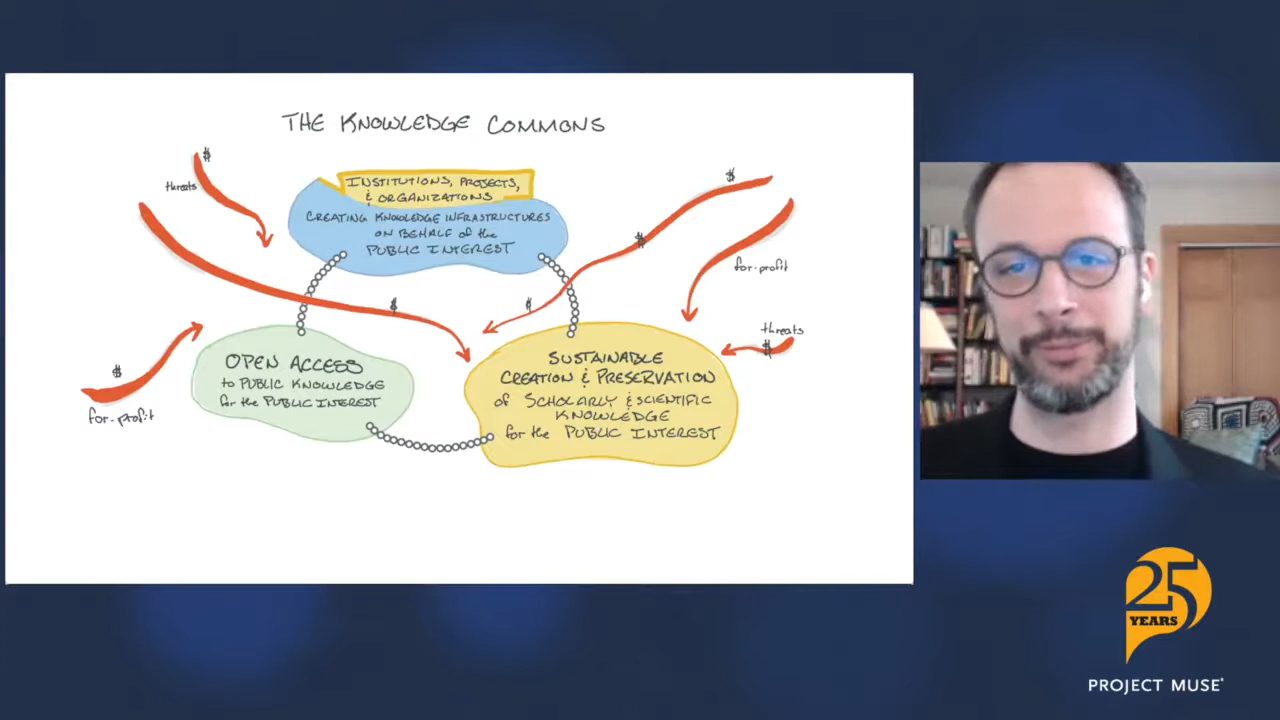 THE KNOWLEDGE COMMONS
$
threats
INSTITUTIONS, PROJECTS,
& ORGANIZATIONS
CREATING KNOWLEDGE INFRASTRUCTURES
ON BEHALF of the
PUBLIC INTEREST
$
$
for-profit
$
$
threats
$
OPEN ACCESS
to PUBLIC KNOWLEDGE
for the PUBLIC INTEREST
$
for-profit
SUSTAINABLE
CREATION & PRESERVATION
of SCHOLARLY & SCIENTIFIC
KNOWLEDGE
for the PUBLIC INTEREST
25
YEARS
PROJECT MUSE®